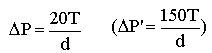 ΔP = 20T/d (ΔP' = 150T/d)